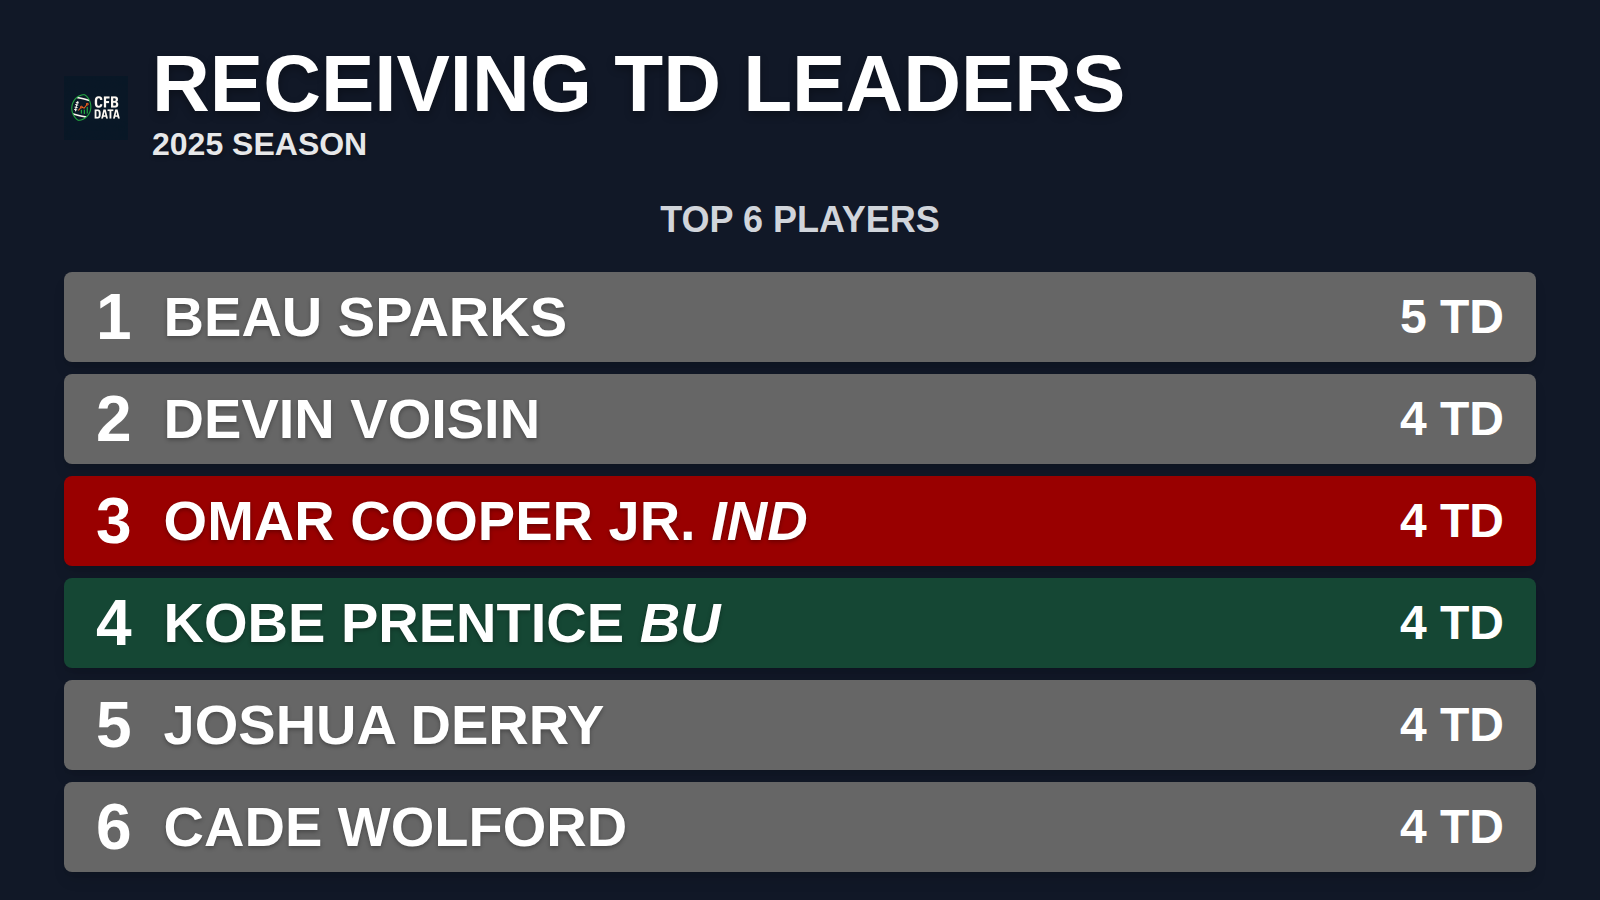 CFB
DATA
RECEIVING TD LEADERS
2025 SEASON
TOP 6 PLAYERS
1 BEAU SPARKS 5 TD
2 DEVIN VOISIN 4 TD
3 OMAR COOPER JR. IND 4 TD
4 KOBE PRENTICE BU 4 TD
5 JOSHUA DERRY 4 TD
6 CADE WOLFORD 4 TD